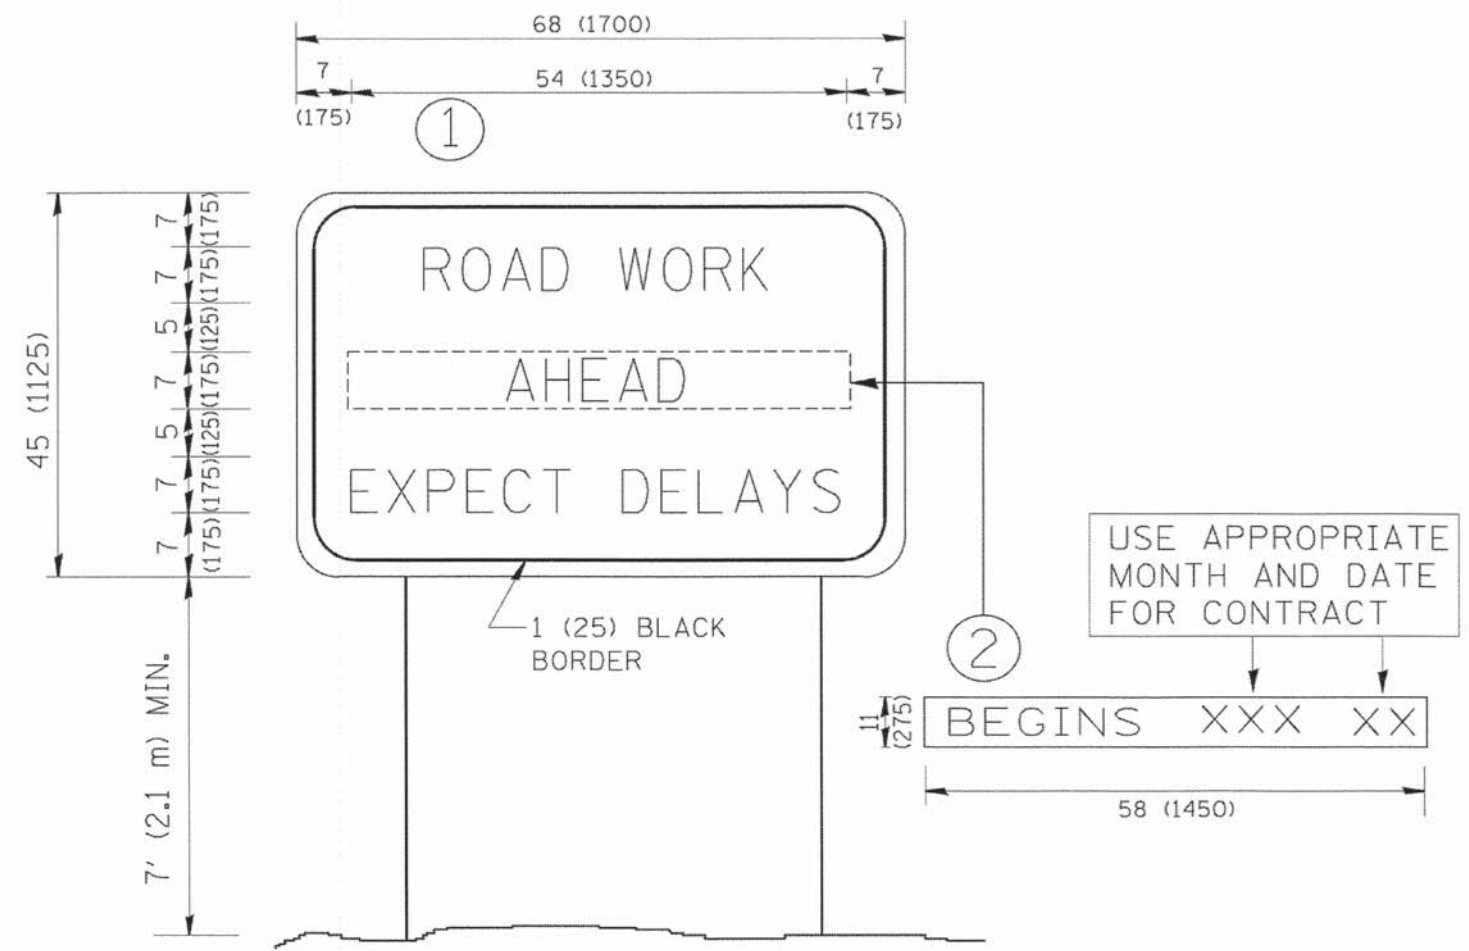 68 (1700)
7
54 (1350)
7
(175)
(175)
1
45 (1125)
7 (175)
7 (175)
5 (125)
7 (175)
5 (125)
7 (175)
7 (175)
ROAD WORK
AHEAD
EXPECT DELAYS
1 (25) BLACK
BORDER
7' (2.1 m) MIN.
2
USE APPROPRIATE
MONTH AND DATE
FOR CONTRACT
11
(275)
BEGINS XXX XX
58 (1450)